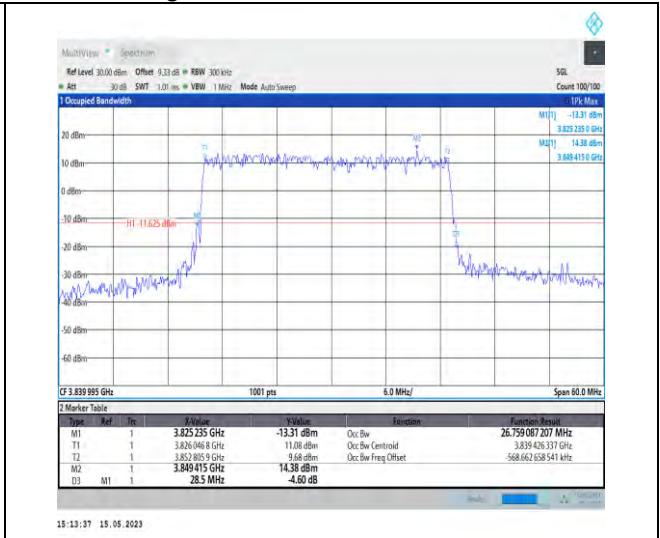 MultiView Spectrum
Ref Level 30.00 dBm Offset 9.33 dB RBW 300 kHz SGL
Att 30 dB SWT 1.01 ms VBW 1 MHz Mode Auto Sweep Count 100/100
1 Occupied Bandwidth 1Pk Max
M1[1] -13.31 dBm
3.825 235 0 GHz
M2[1] 14.38 dBm
3.849 415 0 GHz
20 dBm
T1 M2 T2
10 dBm
0 dBm
-10 dBm
M1
H1 -11.625 dBm
D3
-20 dBm
-30 dBm
-40 dBm
-50 dBm
-60 dBm
CF 3.839 995 GHz 1001 pts 6.0 MHz/ Span 60.0 MHz
2 Marker Table
Type Ref Trc X-Value Y-Value Function Function Result
M1 1 3.825 235 GHz -13.31 dBm Occ Bw 26.759 087 207 MHz
T1 1 3.826 046 8 GHz 11.08 dBm Occ Bw Centroid 3.839 426 337 GHz
T2 1 3.852 805 9 GHz 9.68 dBm Occ Bw Freq Offset -568.662 658 541 kHz
M2 1 3.849 415 GHz 14.38 dBm
D3 M1 1 28.5 MHz -4.60 dB
15:13:37 15.05.2023